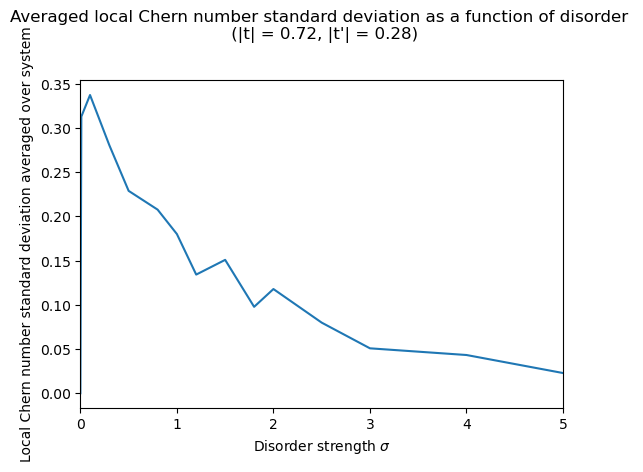 Averaged local Chern number standard deviation as a function of disorder
(|t| = 0.72, |t'| = 0.28)
Local Chern number standard deviation averaged over system
0.35
0.30
0.25
0.20
0.15
0.10
0.05
0.00
0 1 2 3 4 5
Disorder strength σ